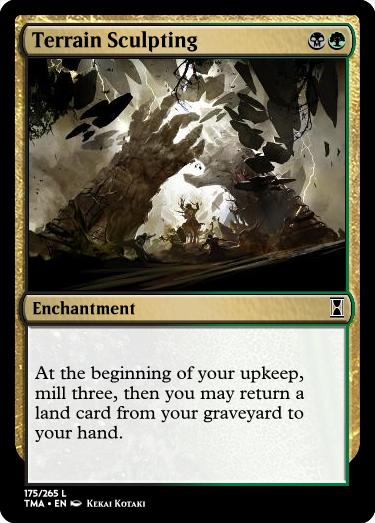 Terrain Sculpting
Enchantment
At the beginning of your upkeep,
mill three, then you may return a
land card from your graveyard to
your hand.
175/265 L
TMA • EN Kekai Kotaki